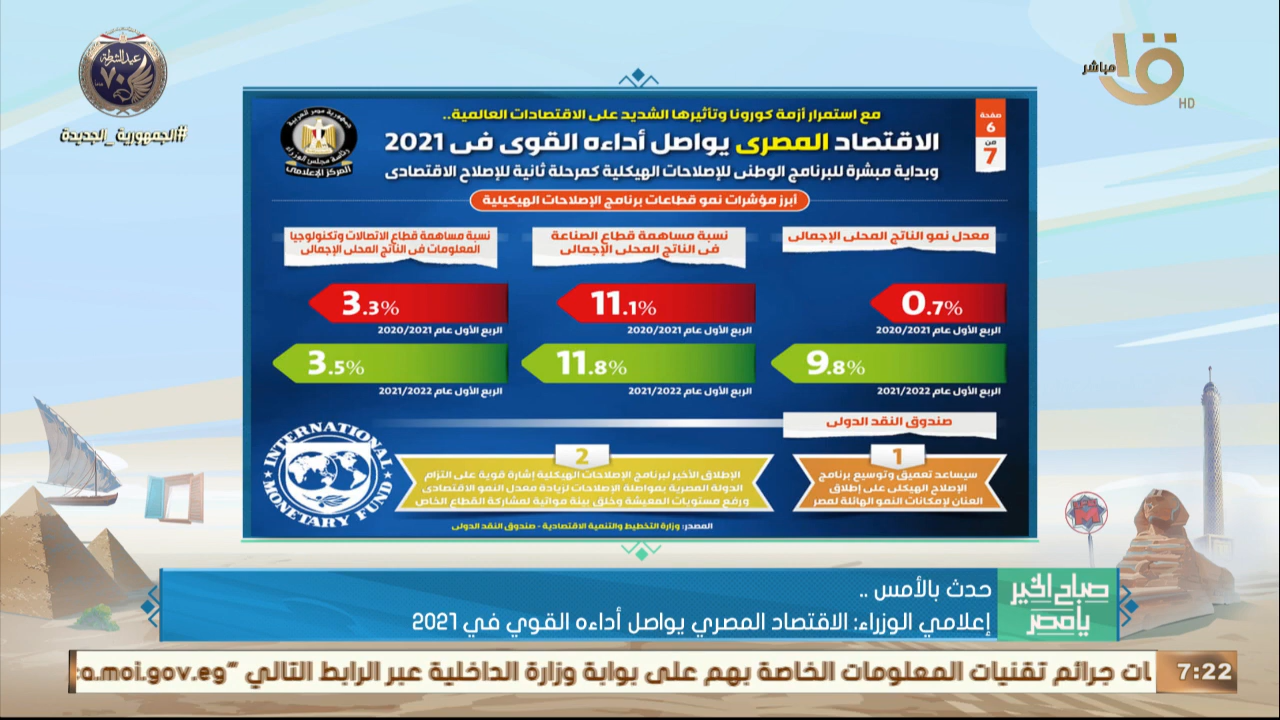 عيد الشرطة
٧٠
#الجمهورية_الجديدة
مباشر
HD
جمهورية مصر العربية
رئاسة مجلس الوزراء
المركز الإعلامى
صفحة
6
من
7
مع استمرار أزمة كورونا وتأثيرها الشديد على الاقتصادات العالمية..
الاقتصاد المصرى يواصل أداءه القوى فى 2021
وبداية مبشرة للبرنامج الوطنى للإصلاحات الهيكلية كمرحلة ثانية للإصلاح الاقتصادى
أبرز مؤشرات نمو قطاعات برنامج الإصلاحات الهيكيلية
معدل نمو الناتج المحلى الإجمالى
0.7%
الربع الأول عام 2020/2021
9.8%
الربع الأول عام 2021/2022
نسبة مساهمة قطاع الصناعة
فى الناتج المحلى الإجمالى
11.1%
الربع الأول عام 2020/2021
11.8%
الربع الأول عام 2021/2022
نسبة مساهمة قطاع الاتصالات وتكنولوجيا
المعلومات فى الناتج المحلى الإجمالى
3.3%
الربع الأول عام 2020/2021
3.5%
الربع الأول عام 2021/2022
صندوق النقد الدولى
1
سيساعد تعميق وتوسيع برنامج
الإصلاح الهيكلى على إطلاق
العنان لإمكانات النمو الهائلة لمصر
2
الإطلاق الأخير لبرنامج الإصلاحات الهيكلية إشارة قوية على التزام
الدولة المصرية بمواصلة الإصلاحات لزيادة معدل النمو الاقتصادى
ورفع مستويات المعيشة وخلق بيئة مواتية لمشاركة القطاع الخاص
INTERNATIONAL
MONETARY FUND
المصدر: وزارة التخطيط والتنمية الاقتصادية - صندوق النقد الدولى
M
صباح الخير
يا مصر
حدث بالأمس ..
إعلامي الوزراء: الاقتصاد المصري يواصل أداءه القوي في 2021
7:22
ات جرائم تقنيات المعلومات الخاصة بهم على بوابة وزارة الداخلية عبر الرابط التالي "a.moi.gov.eg